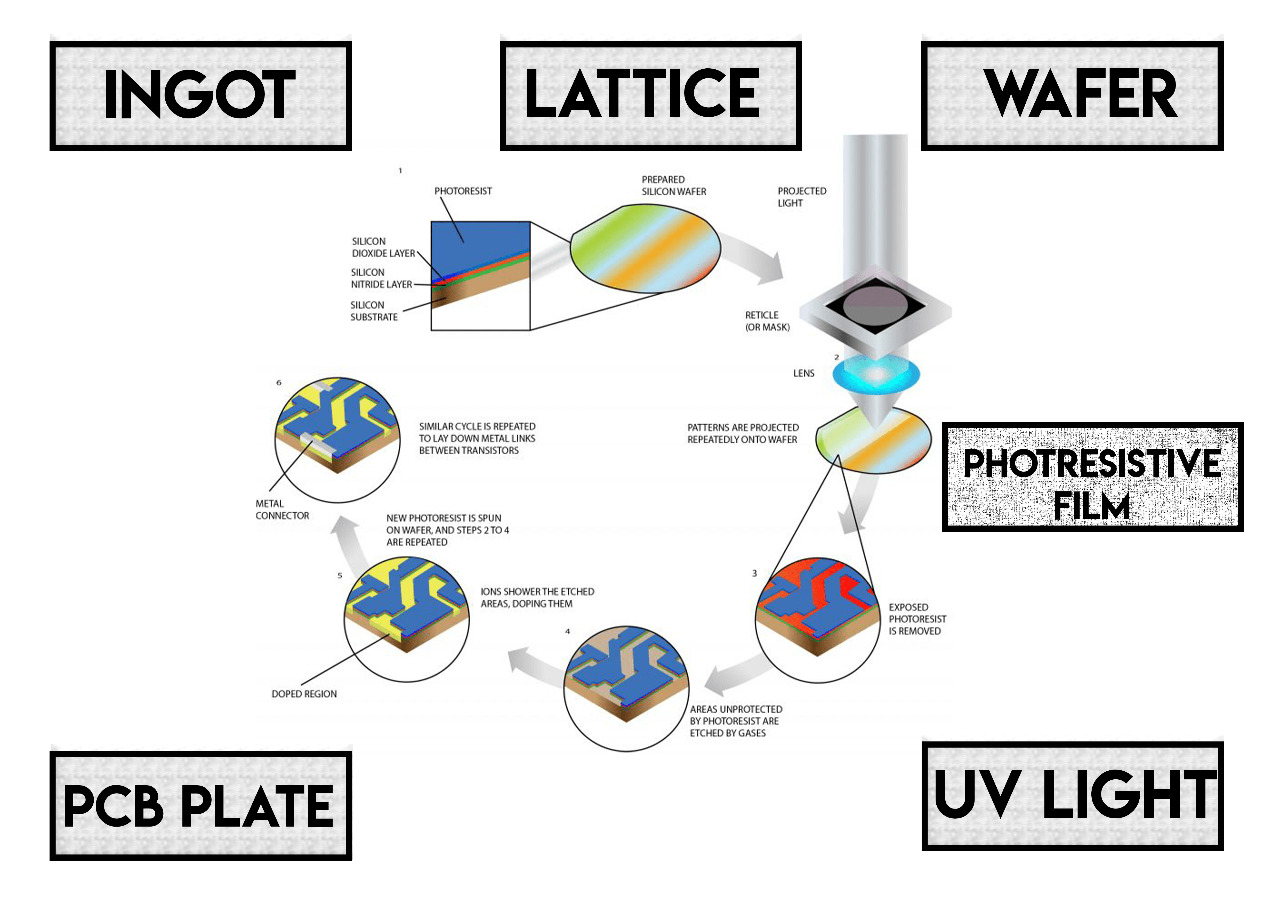 INGOT
LATTICE
WAFER
1
PHOTORESIST
PREPARED
SILICON WAFER
PROJECTED
LIGHT
SILICON
DIOXIDE LAYER
SILICON
NITRIDE LAYER
SILICON
SUBSTRATE
RETICLE
(OR MASK)
2
LENS
6
SIMILAR CYCLE IS REPEATED
TO LAY DOWN METAL LINKS
BETWEEN TRANSISTORS
PATTERNS ARE PROJECTED
REPEATEDLY ONTO WAFER
PHOTRESISTIVE
FILM
METAL
CONNECTOR
NEW PHOTORESIST IS SPUN
ON WAFER, AND STEPS 2 TO 4
ARE REPEATED
5
IONS SHOWER THE ETCHED
AREAS, DOPING THEM
3
EXPOSED
PHOTORESIST
IS REMOVED
4
DOPED REGION
AREAS UNPROTECTED
BY PHOTORESIST ARE
ETCHED BY GASES
PCB PLATE
UV LIGHT